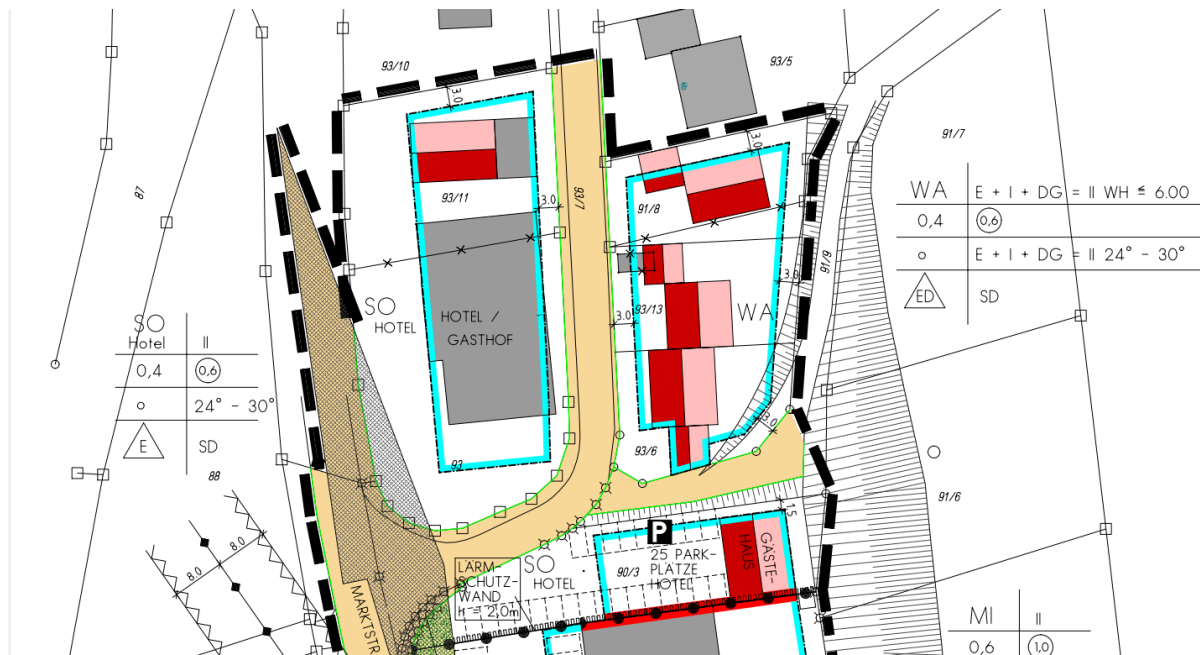 93/10
93/5
3.0
3.0
91/7
87
93/11
3.0
93/7
91/8
WA
E + I + DG = II WH ≤ 6.00
0,4
0,6
E + I + DG = II 24° - 30°
ED
SD
91/9
3.0
SO
HOTEL
HOTEL /
GASTHOF
93/13
3.0
WA
SO
Hotel
II
0,4
0,6
24° - 30°
E
SD
3.0
93
93/6
88
91/6
1.5
P
8.0
8.0
LÄRM-
SCHUTZ-
WAND
h = 2,0m
SO
HOTEL
90/3
25 PARK-
PLÄTZE
HOTEL
HAUS
GÄSTE-
MARKTSTR
MI
II
0,6
1,0